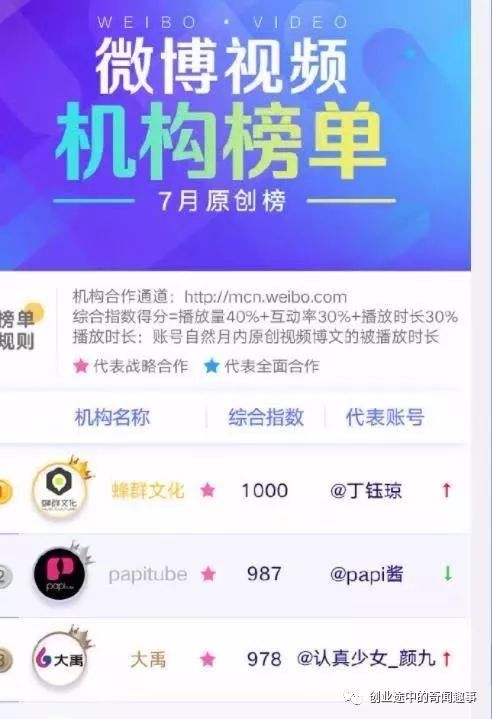 WEIBO • VIDEO
微博视频
机构榜单
7月原创榜
榜单
规则
机构合作通道：http://mcn.weibo.com
综合指数得分=播放量40%+互动率30%+播放时长30%
播放时长：账号自然月内原创视频博文的被播放时长
★代表战略合作 ★代表全面合作
机构名称 综合指数 代表账号
蜂群文化 蜂群文化 ★ 1000 @丁钰琼 ↑
2 papi papitube ★ 987 @papi酱 ↓
3 大禹 大禹 ★ 978 @认真少女_颜九 ↑
创业途中的奇闻趣事